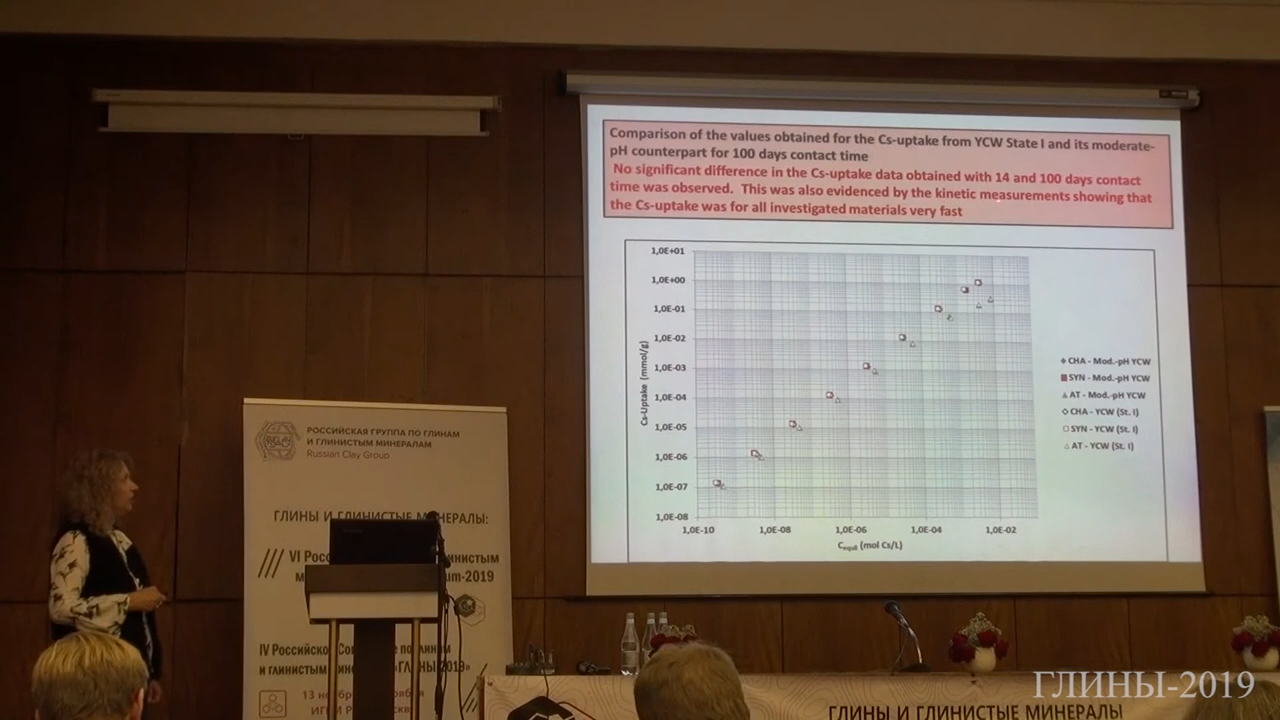 Comparison of the values obtained for the Cs-uptake from YCW State I and its moderate-
pH counterpart for 100 days contact time
No significant difference in the Cs-uptake data obtained with 14 and 100 days contact
time was observed. This was also evidenced by the kinetic measurements showing that
the Cs-uptake was for all investigated materials very fast
1,0E+01
1,0E+00
1,0E-01
1,0E-02
1,0E-03
1,0E-04
1,0E-05
1,0E-06
1,0E-07
1,0E-08
Cs-Uptake (mmol/g)
1,0E-10 1,0E-08 1,0E-06 1,0E-04 1,0E-02
Cequil (mol Cs/L)
CHA - Mod.-pH YCW
SYN - Mod.-pH YCW
AT - Mod.-pH YCW
CHA - YCW (St. I)
SYN - YCW (St. I)
AT - YCW (St. I)
РОССИЙСКАЯ ГРУППА ПО ГЛИНАМ
И ГЛИНИСТЫМ МИНЕРАЛАМ
Russian Clay Group
ГЛИНЫ И ГЛИНИСТЫЕ МИНЕРАЛЫ:
VI глинистым
-2019
IV
и глинистым
13
ГЛИНЫ И ГЛИНИСТЫЕ МИНЕРАЛЫ
ГЛИНЫ-2019